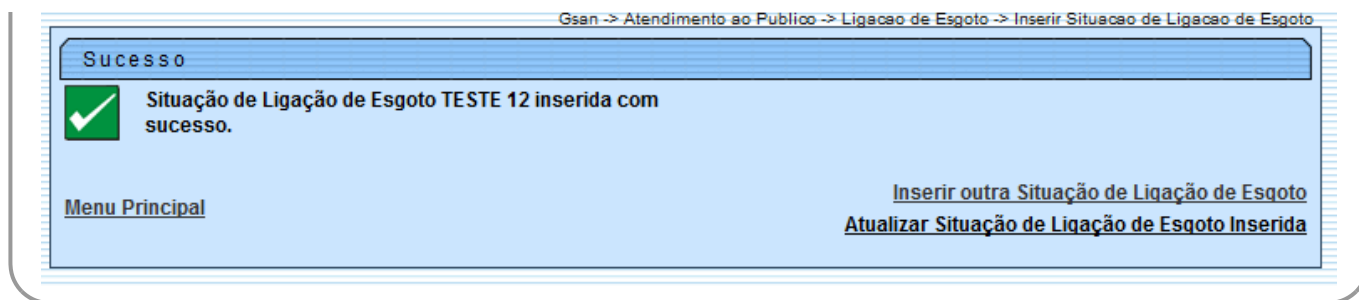 Gsan -> Atendimento ao Publico -> Ligacao de Esgoto -> Inserir Situacao de Ligacao de Esgoto
Sucesso
Situação de Ligação de Esgoto TESTE 12 inserida com
sucesso.
Inserir outra Situação de Ligação de Esgoto
Menu Principal
Atualizar Situação de Ligação de Esgoto Inserida